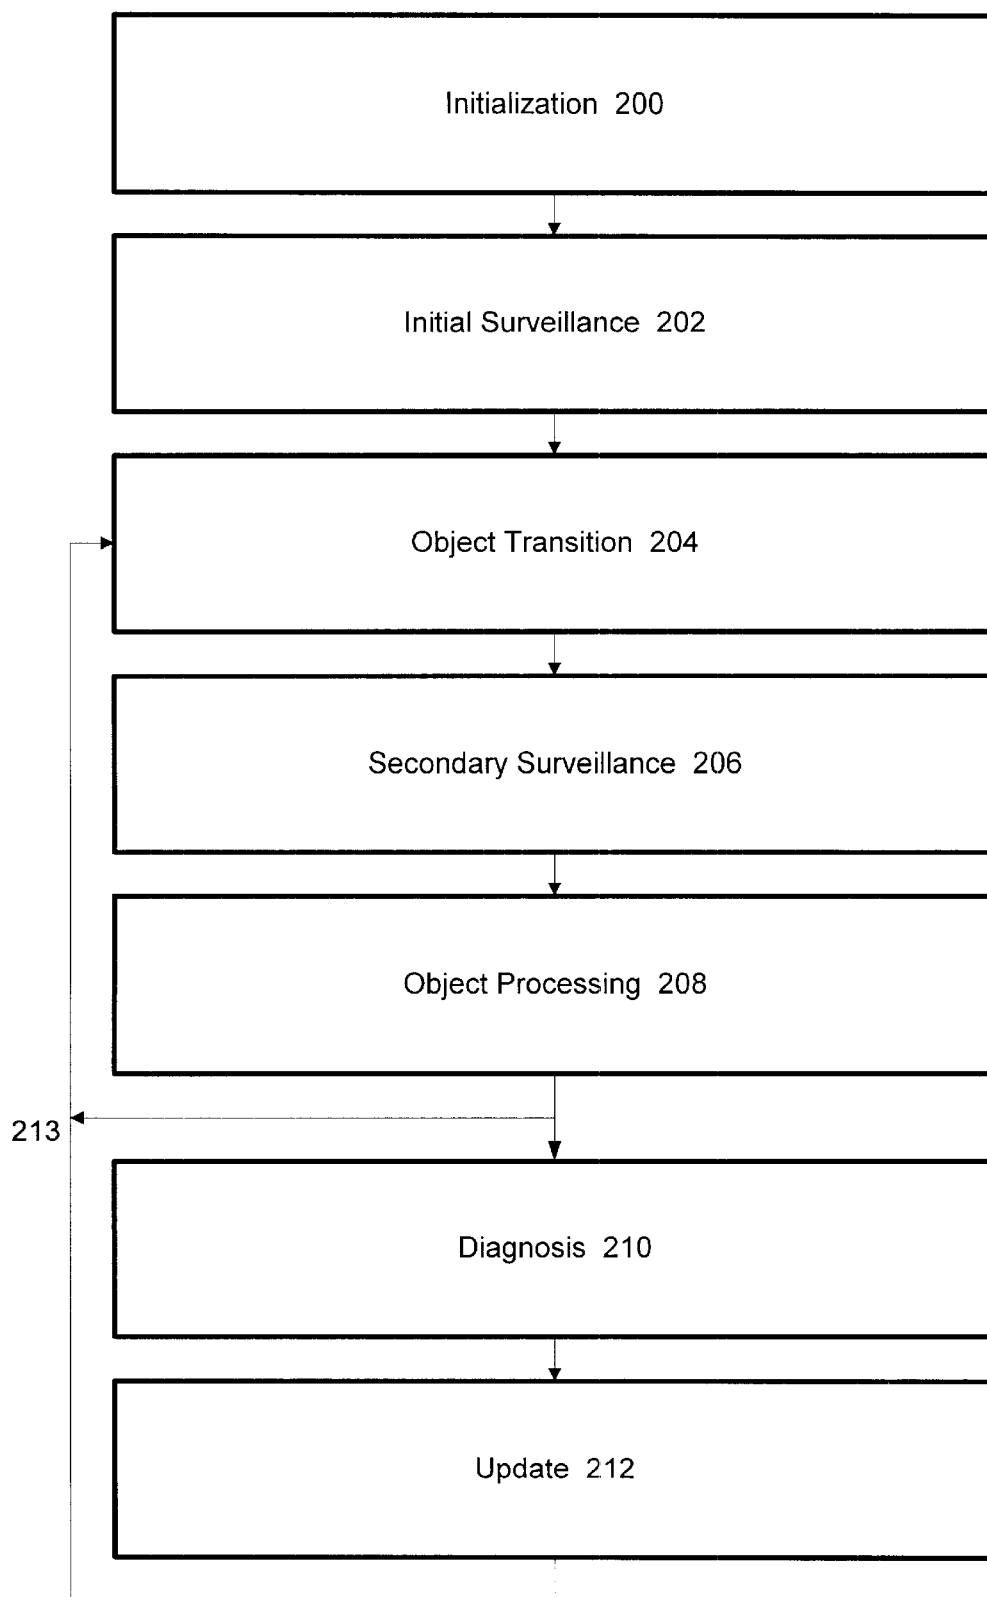 Initialization 200
Initial Surveillance 202
Object Transition 204
Secondary Surveillance 206
Object Processing 208
213
Diagnosis 210
Update 212